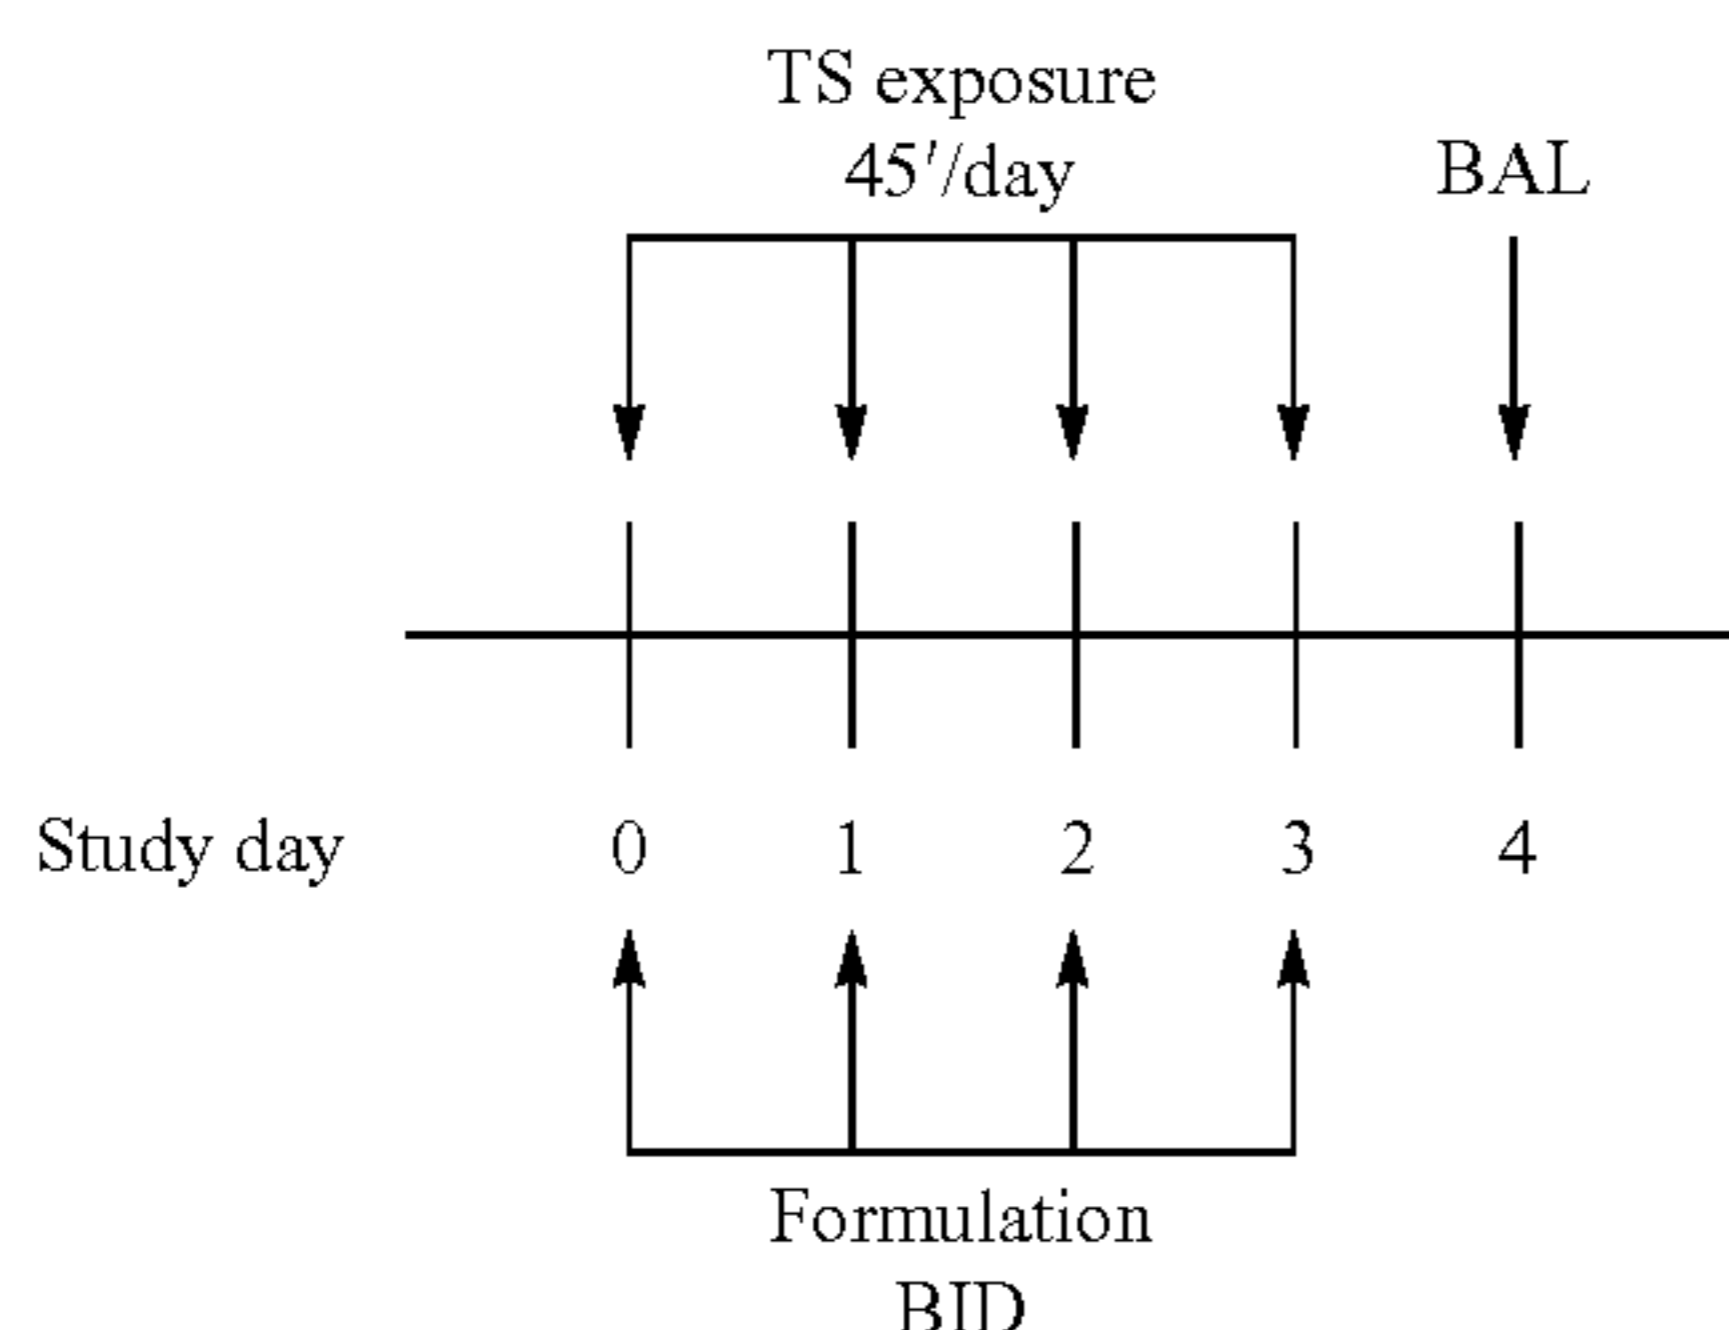 TS exposure
45'/day
BAL
Study day 0 1 2 3 4
Formulation
BID